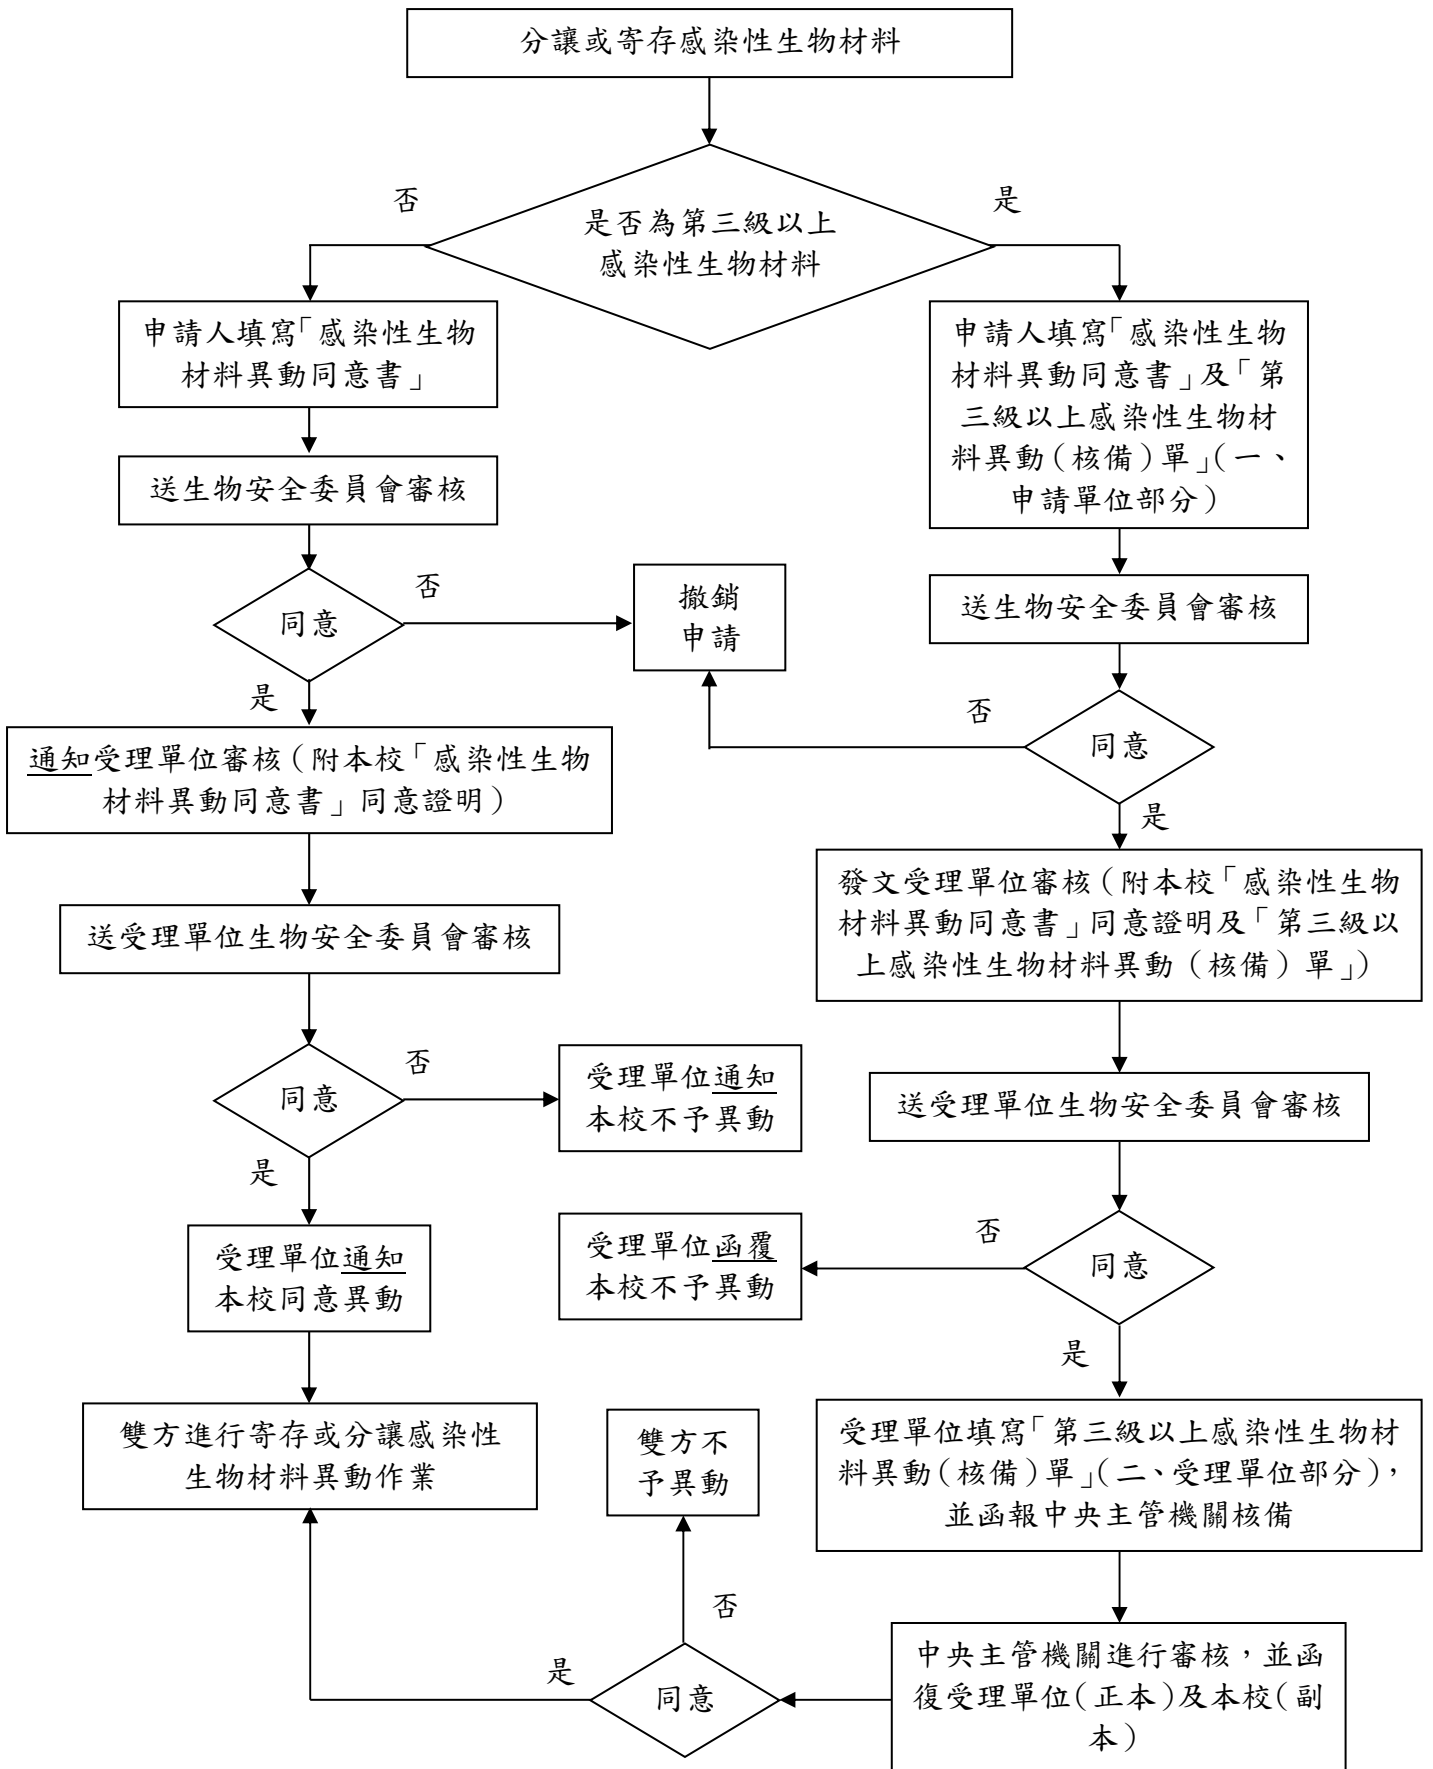 分讓或寄存感染性生物材料
否
是
是否為第三級以上
感染性生物材料
申請人填寫「感染性生物
材料異動同意書」
申請人填寫「感染性生物
材料異動同意書」及「第
三級以上感染性生物材
料異動(核備)單」(一、
申請單位部分)
送生物安全委員會審核
送生物安全委員會審核
同意
否
撤銷
申請
是
否
同意
是
通知受理單位審核(附本校「感染性生物
材料異動同意書」同意證明)
發文受理單位審核(附本校「感染性生物
材料異動同意書」同意證明及「第三級以
上感染性生物材料異動(核備)單」)
送受理單位生物安全委員會審核
送受理單位生物安全委員會審核
同意
否
受理單位通知
本校不予異動
是
同意
否
受理單位函覆
本校不予異動
是
受理單位通知
本校同意異動
雙方進行寄存或分讓感染性
生物材料異動作業
雙方不
予異動
受理單位填寫「第三級以上感染性生物材
料異動(核備)單」(二、受理單位部分),
並函報中央主管機關核備
否
是
同意
中央主管機關進行審核,並函
復受理單位(正本)及本校(副
本)